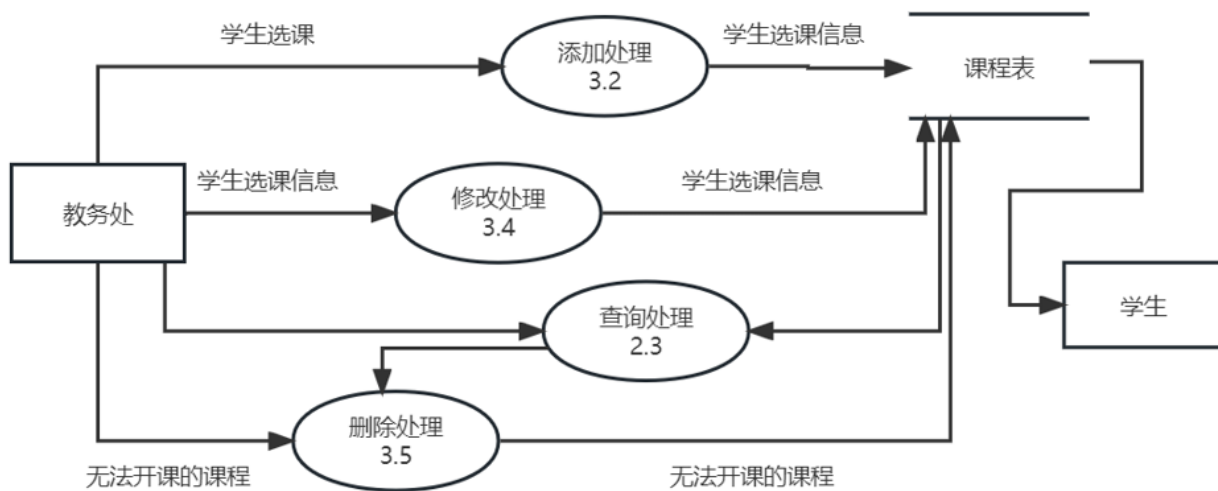 学生选课
添加处理
3.2
学生选课信息
课程表
教务处
学生选课信息
修改处理
3.4
学生选课信息
查询处理
2.3
学生
删除处理
3.5
无法开课的课程
无法开课的课程